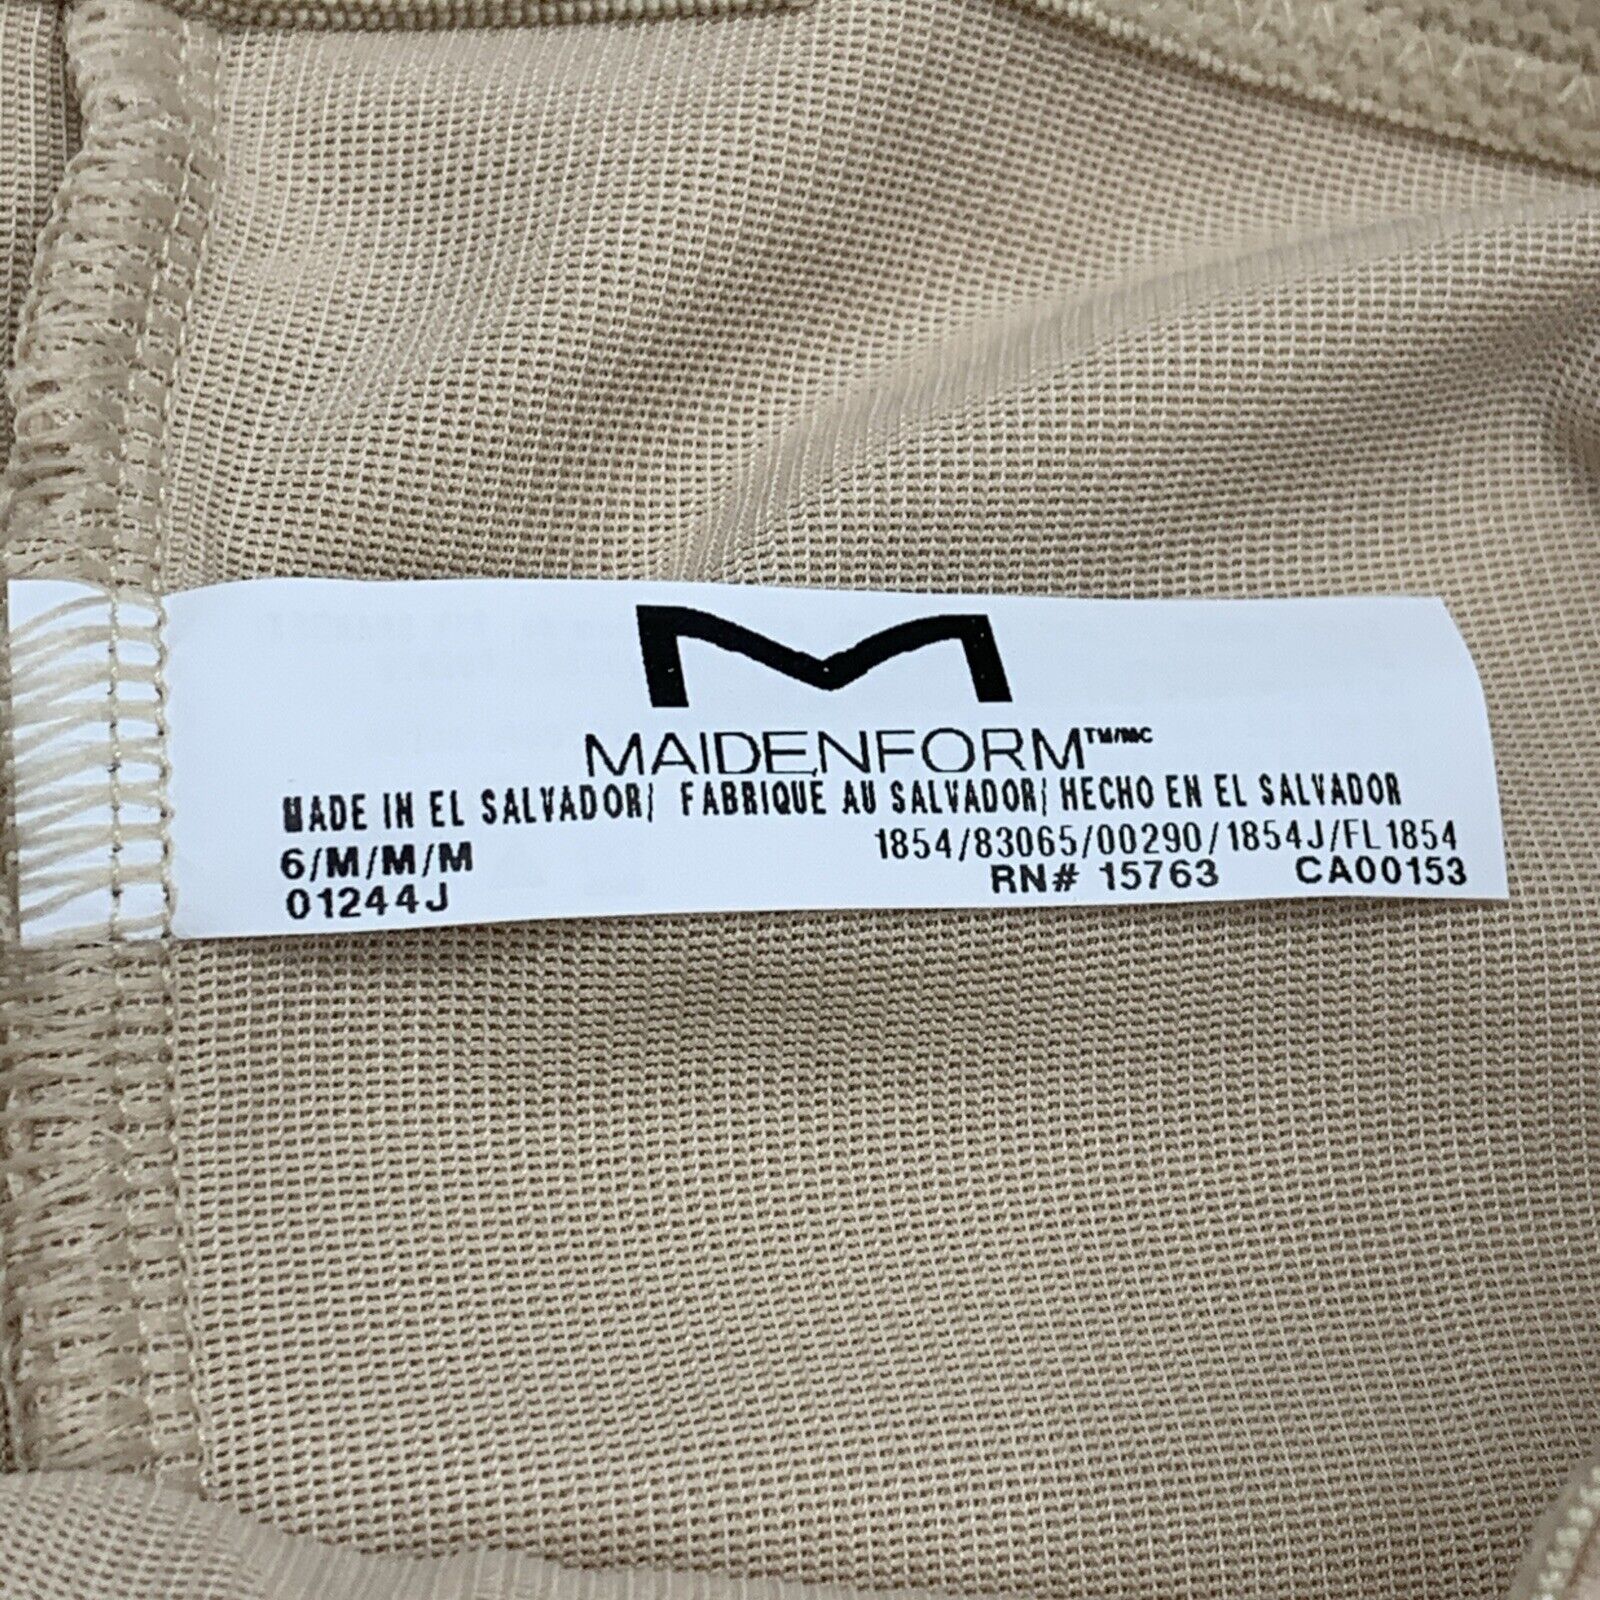 M
MAIDENFORM™/MC
MADE IN EL SALVADOR/ FABRIQUE AU SALVADOR/ HECHO EN EL SALVADOR
6/M/M/M 1854/83065/00290/1854J/FL1854
01244J RN# 15763 CA00153